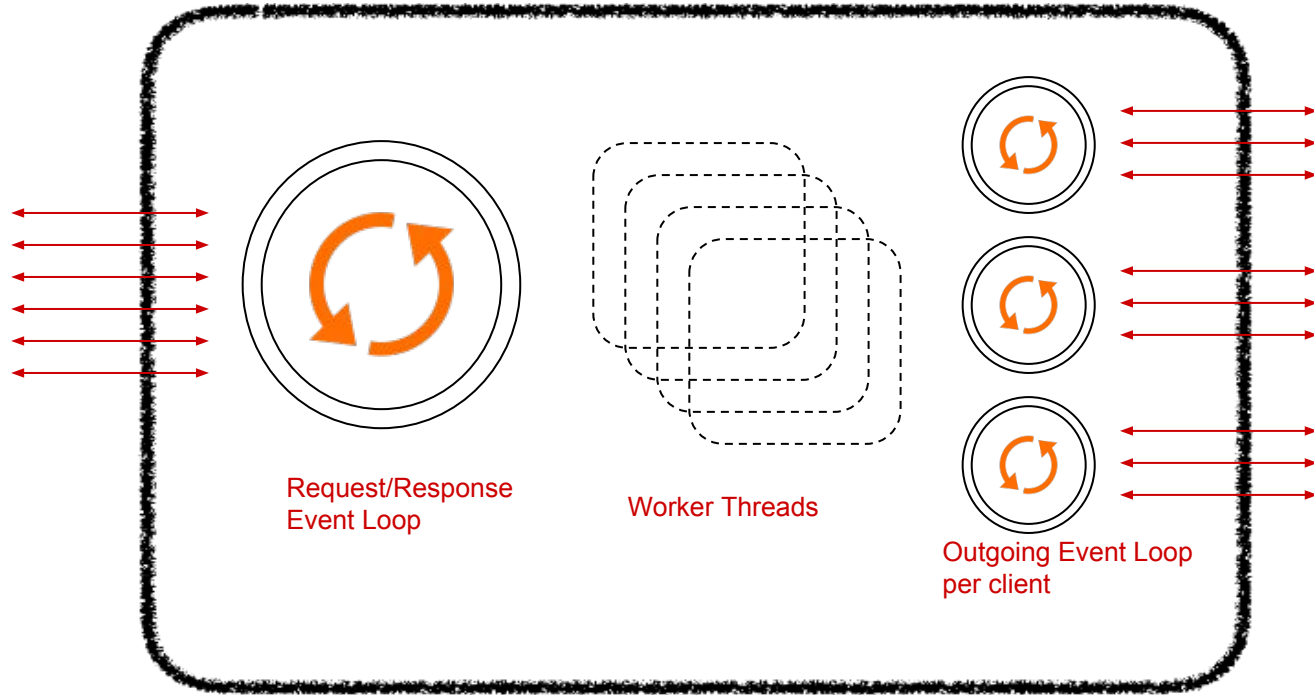 Request/Response
Event Loop
Worker Threads
Outgoing Event Loop
per client